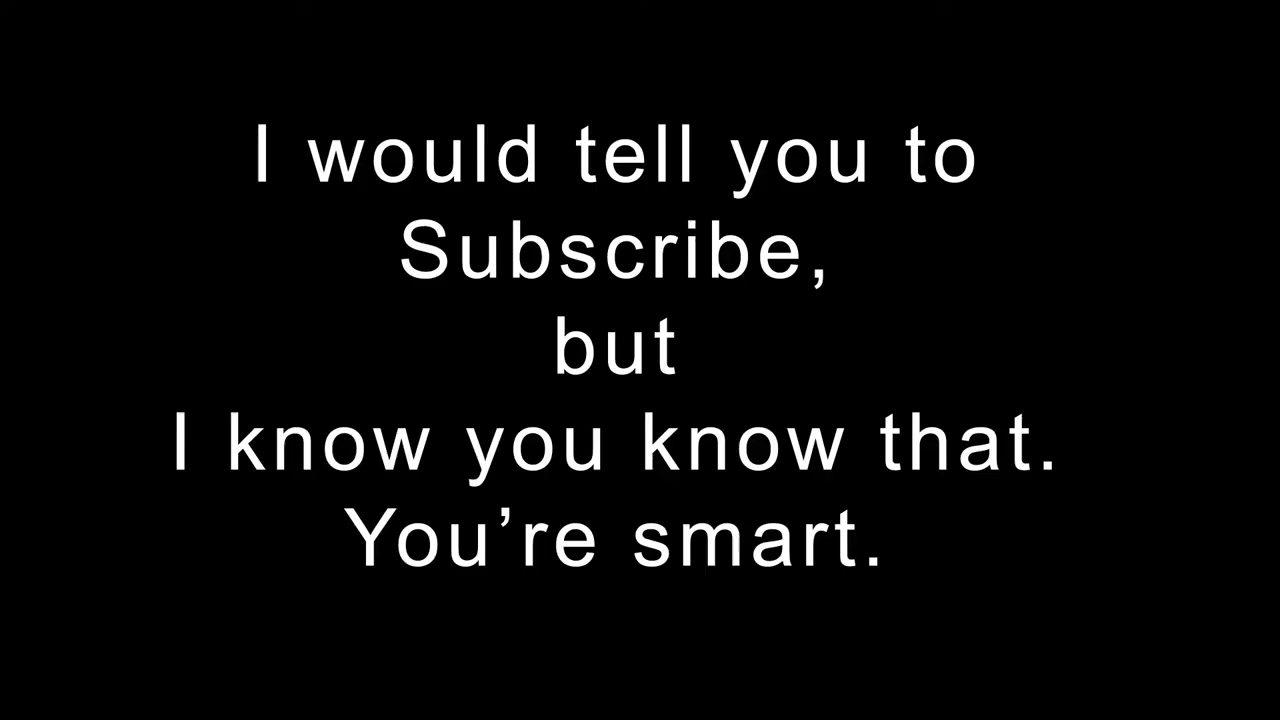 I would tell you to
Subscribe,
but
I know you know that.
You’re smart.